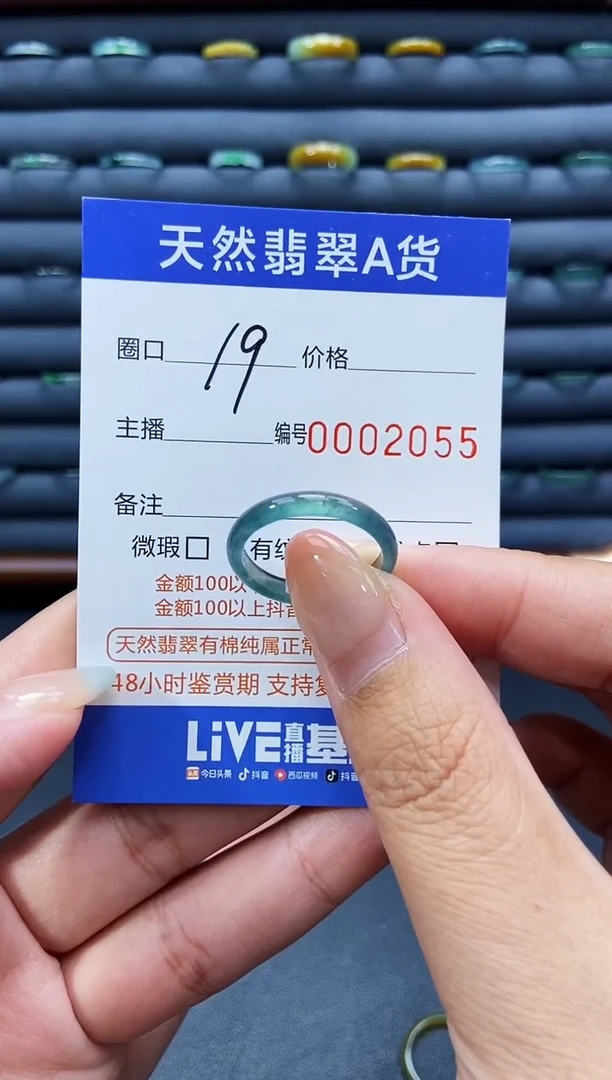 天然翡翠A货
圈口 19 价格
主播 编号0002055
备注
微瑕 有
金额100以
金额100以上抖音
天然翡翠有棉纯属正常
48小时鉴赏期 支持复
LiVE直播基
今日头条 抖音 西瓜视频 抖音